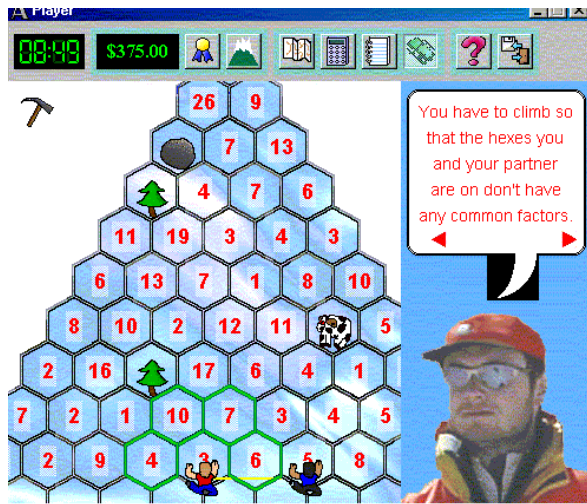 Player
08:49 $375.00 ?
26 9
7 13
4 7 6
11 19 3 4 3
6 13 7 1 8 10
8 10 2 12 11 5
2 16 17 6 4 1
7 2 1 10 7 3 4 5
2 9 4 3 6 5 8
You have to climb so
that the hexes you
and your partner
are on don't have
any common factors.